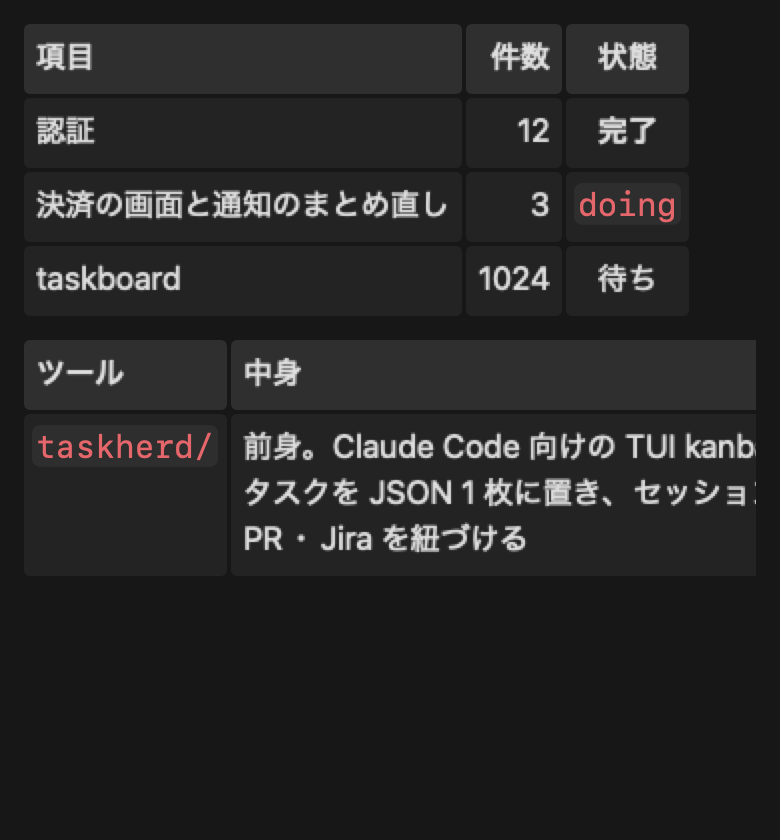 項目 件数 状態
認証 12 完了
決済の画面と通知のまとめ直し 3 doing
taskboard 1024 待ち
ツール 中身
taskherd/ 前身。Claude Code 向けの TUI
タスクを JSON 1 枚に置き、セッショ
PR・Jira を紐づける